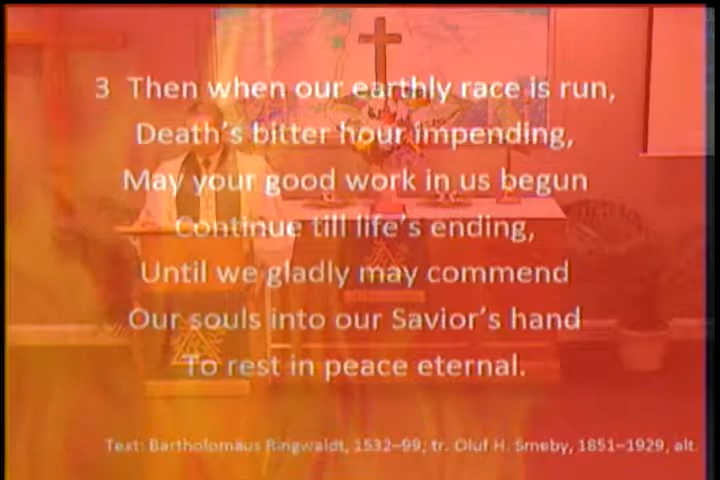 3 Then when our earthly race is run,
Death's bitter hour impending,
May your good work in us begun
Continue till life's ending,
Until we gladly may commend
Our souls into our Savior's hand
To rest in peace eternal.
Text: Bartholomäus Ringwaldt, 1532–99; tr. Oluf H. Smeby, 1851–1929, alt.